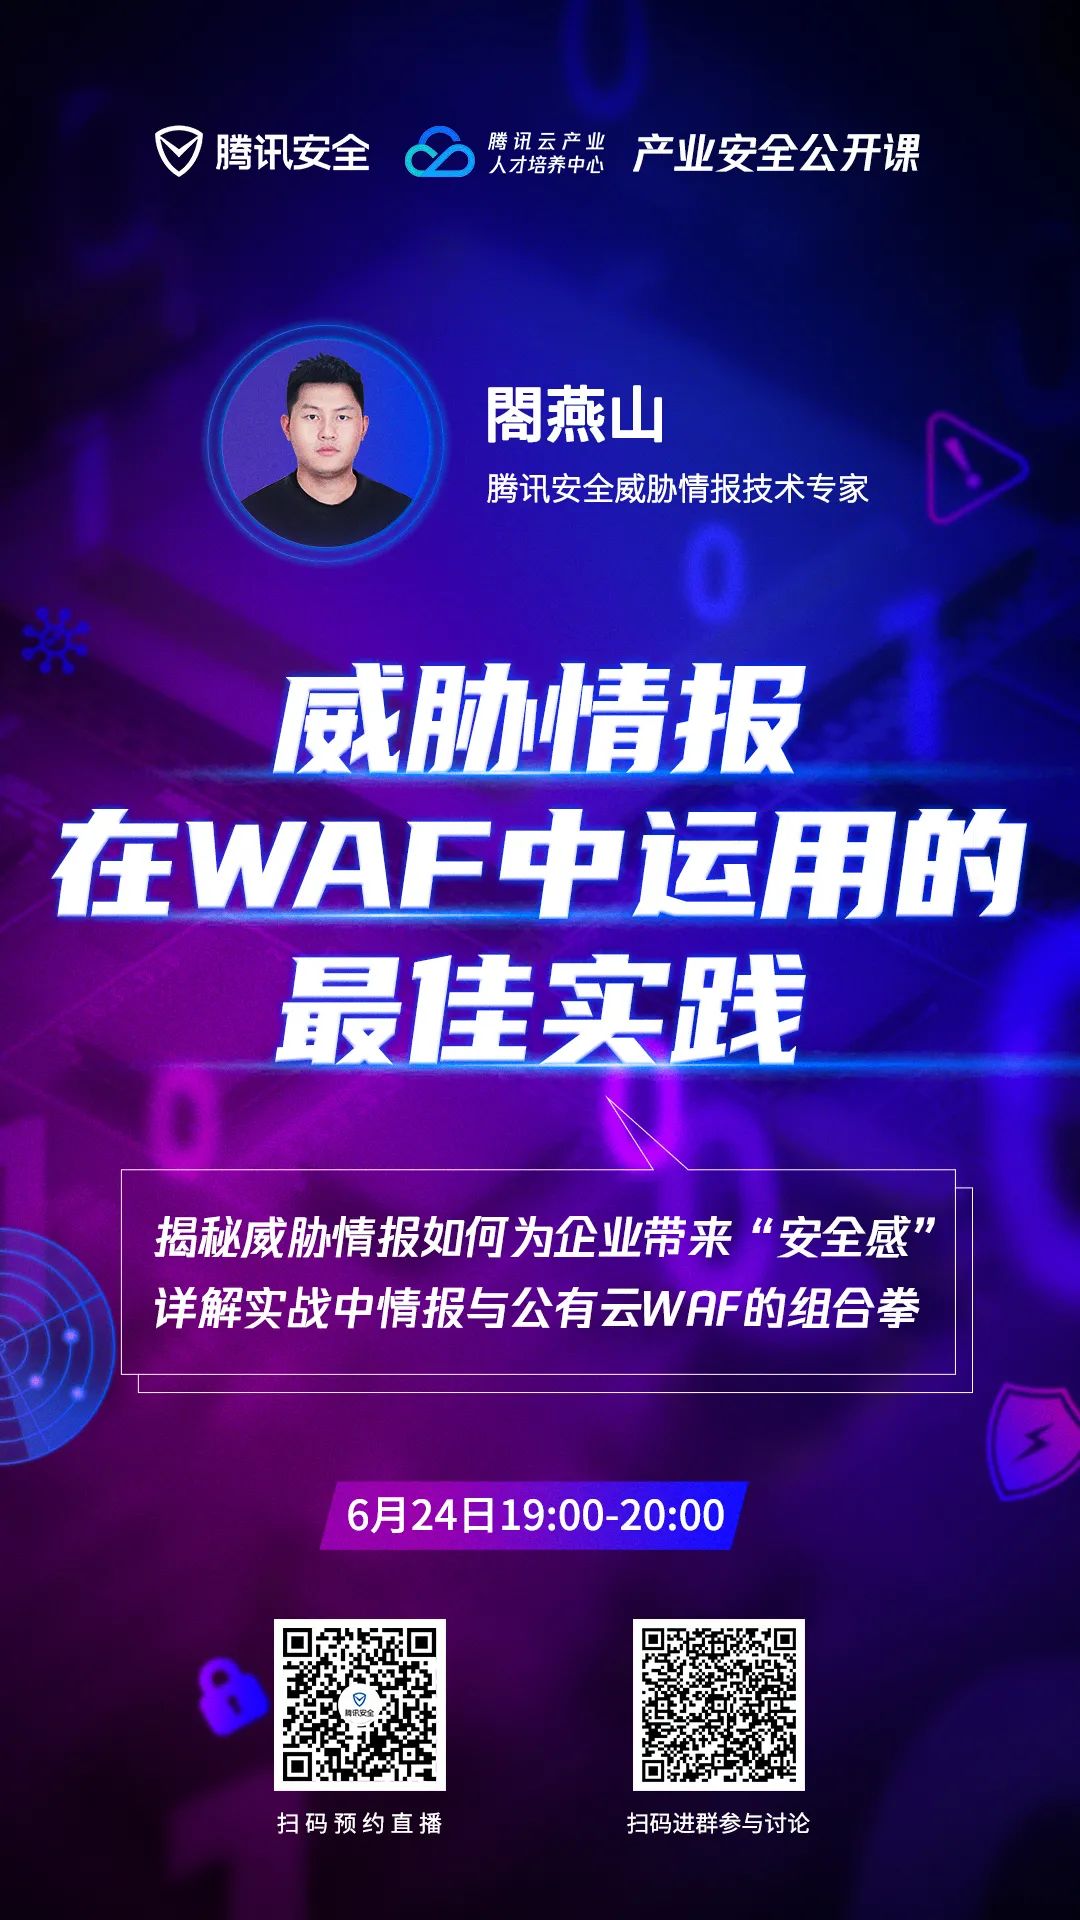 腾讯安全
腾讯云产业
人才培养中心
产业安全公开课
閤燕山
腾讯安全威胁情报技术专家
威胁情报
在WAF中运用的
最佳实践
揭秘威胁情报如何为企业带来“安全感”
详解实战中情报与公有云WAF的组合拳
6月24日19:00-20:00
腾讯安全
扫码预约直播
扫码进群参与讨论